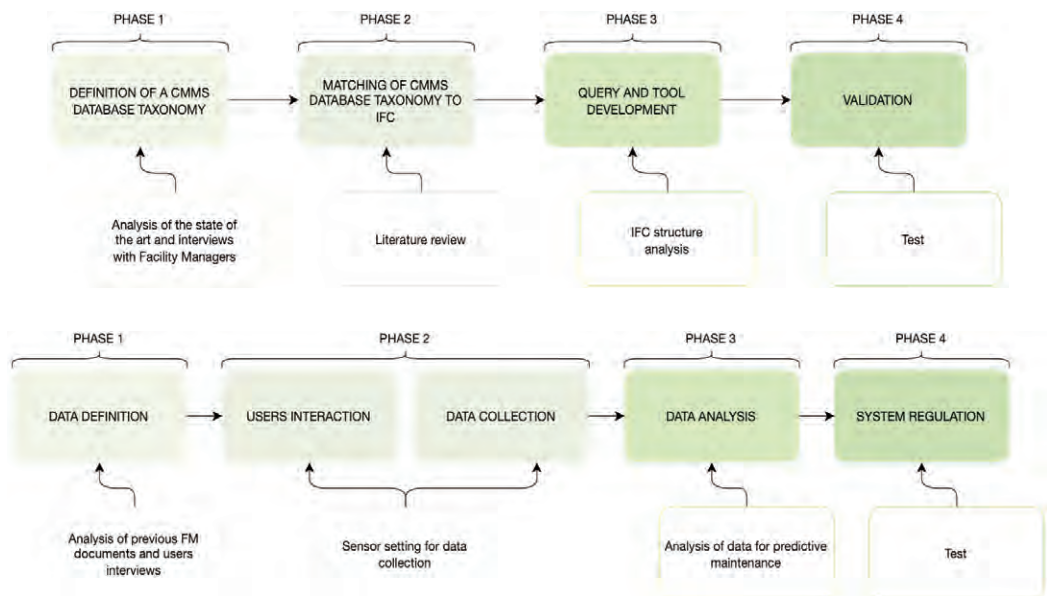 PHASE 1
PHASE 2
PHASE 3
PHASE 4
DEFINITION OF A CMMS
DATABASE TAXONOMY
MATCHING OF CMMS
DATABASE TAXONOMY TO
IFC
QUERY AND TOOL
DEVELOPMENT
VALIDATION
Analysis of the state of
the art and interviews
with Facility Managers
Literature review
IFC structure
analysis
Test
PHASE 1
PHASE 2
PHASE 3
PHASE 4
DATA DEFINITION
USERS INTERACTION
DATA COLLECTION
DATA ANALYSIS
SYSTEM REGULATION
Analysis of previous FM
documents and users
interviews
Sensor setting for data
collection
Analysis of data for predictive
maintenance
Test